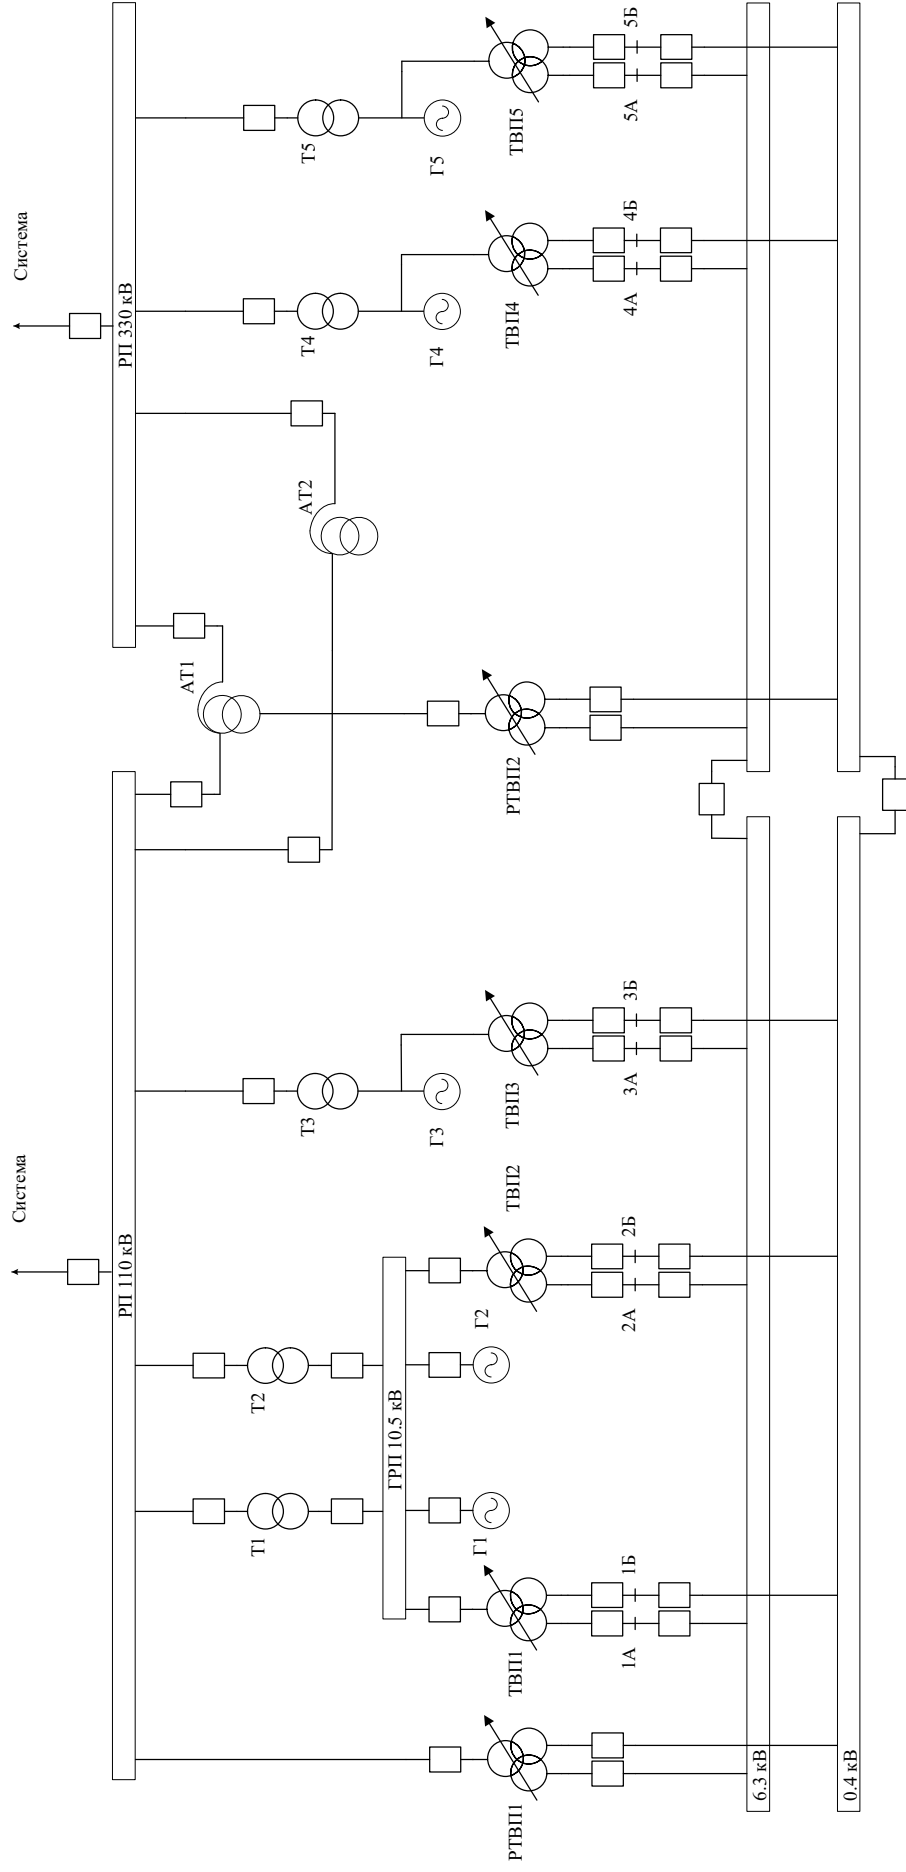 Система
Система
РП 110 кВ
РП 330 кВ
АТ1
АТ2
Т1
Т2
Т3
Т4
Т5
ГРП 10.5 кВ
Г1
Г2
Г3
Г4
Г5
РТВП1
ТВП1
ТВП2
ТВП3
РТВП2
ТВП4
ТВП5
1А
1Б
2А
2Б
3А
3Б
4А
4Б
5А
5Б
6.3 кВ
0.4 кВ